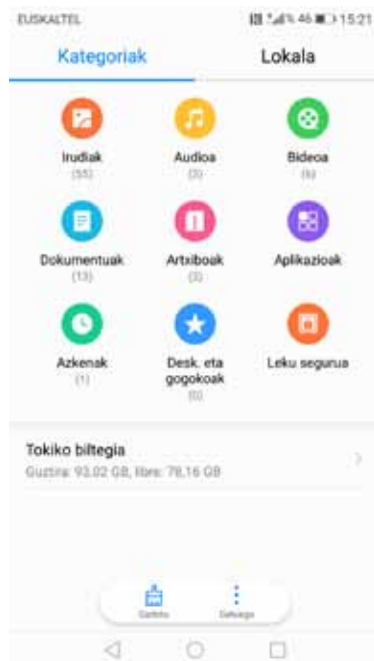 EUSKALTEL 46 15:21
Kategoriak Lokala
Irudiak Audioa Bideoa
(55) (3) (6)
Dokumentuak Artxiboak Aplikazioak
(13) (3)
Azkenak Desk. eta gogokoak Leku segurua
(1) (0)
Tokiko biltegia
Guztira: 93,02 GB, libre: 78,16 GB
Garbitu Gehiago